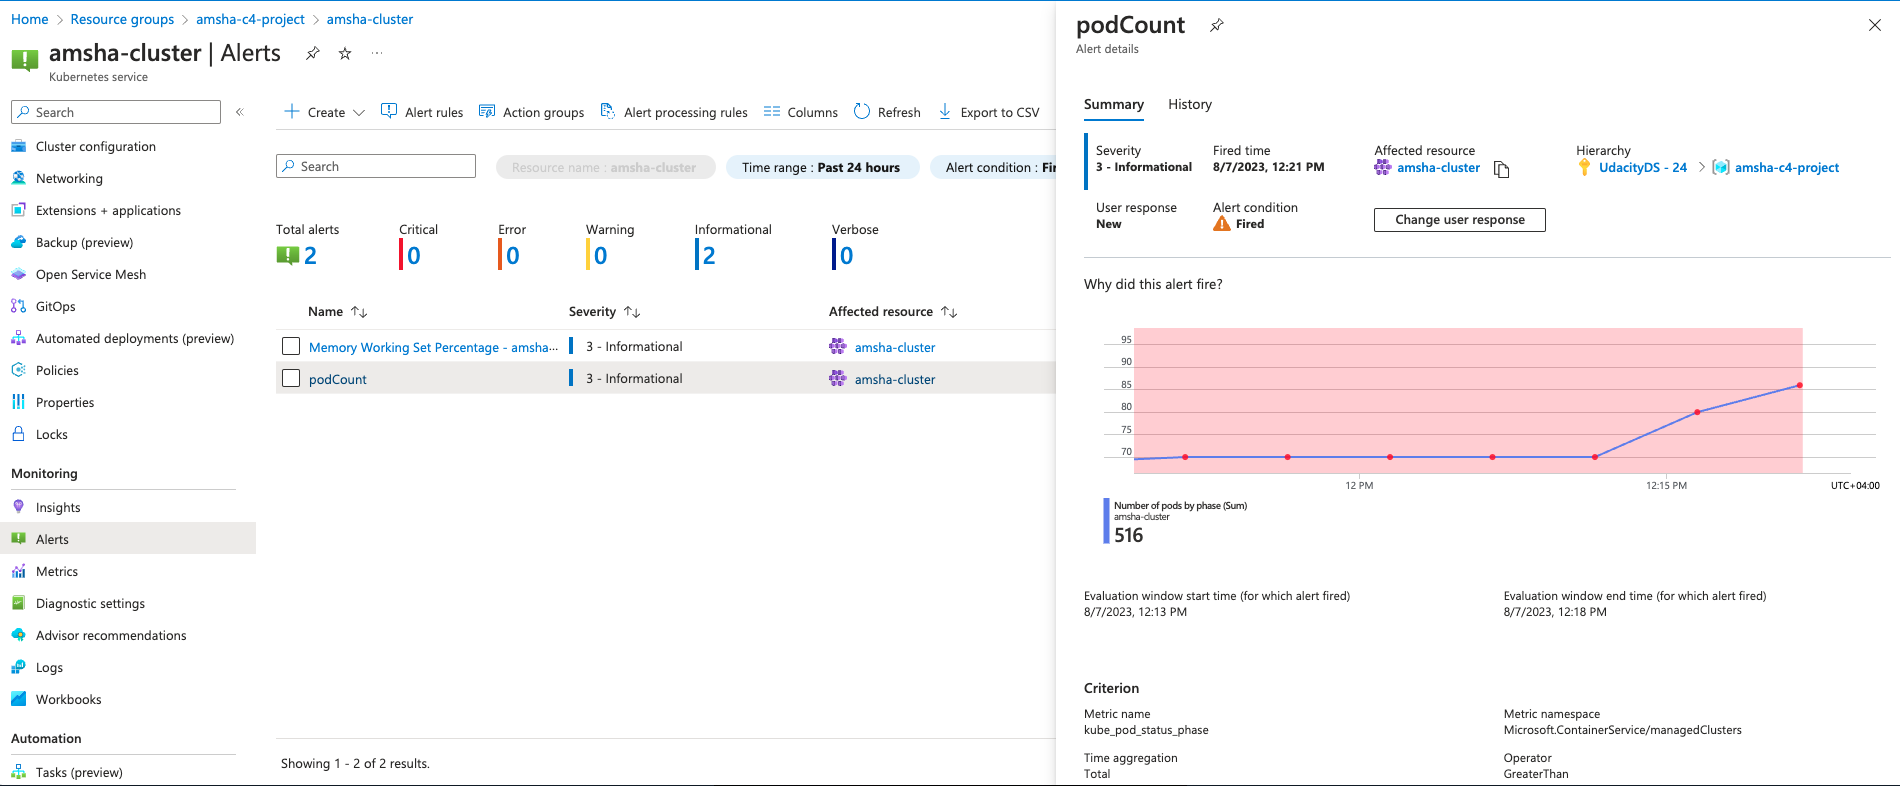 Home > Resource groups > amsha-c4-project > amsha-cluster
amsha-cluster | Alerts
Kubernetes service
Search
Cluster configuration
Networking
Extensions + applications
Backup (preview)
Open Service Mesh
GitOps
Automated deployments (preview)
Policies
Properties
Locks
Monitoring
Insights
Alerts
Metrics
Diagnostic settings
Advisor recommendations
Logs
Workbooks
Automation
Tasks (preview)
Create Alert rules Action groups Alert processing rules Columns Refresh Export to CSV
Search Resource name : amsha-cluster Time range : Past 24 hours Alert condition : Fir
Total alerts Critical Error Warning Informational Verbose
2 0 0 0 2 0
Name Severity Affected resource
Memory Working Set Percentage - amsha... 3 - Informational amsha-cluster
podCount 3 - Informational amsha-cluster
Showing 1 - 2 of 2 results.
podCount
Alert details
Summary History
Severity Fired time Affected resource Hierarchy
3 - Informational 8/7/2023, 12:21 PM amsha-cluster UdacityDS - 24 > amsha-c4-project
User response Alert condition
New Fired Change user response
Why did this alert fire?
95
90
85
80
75
70
12 PM 12:15 PM UTC+04:00
Number of pods by phase (Sum)
amsha-cluster
516
Evaluation window start time (for which alert fired) Evaluation window end time (for which alert fired)
8/7/2023, 12:13 PM 8/7/2023, 12:18 PM
Criterion
Metric name Metric namespace
kube_pod_status_phase Microsoft.ContainerService/managedClusters
Time aggregation Operator
Total GreaterThan